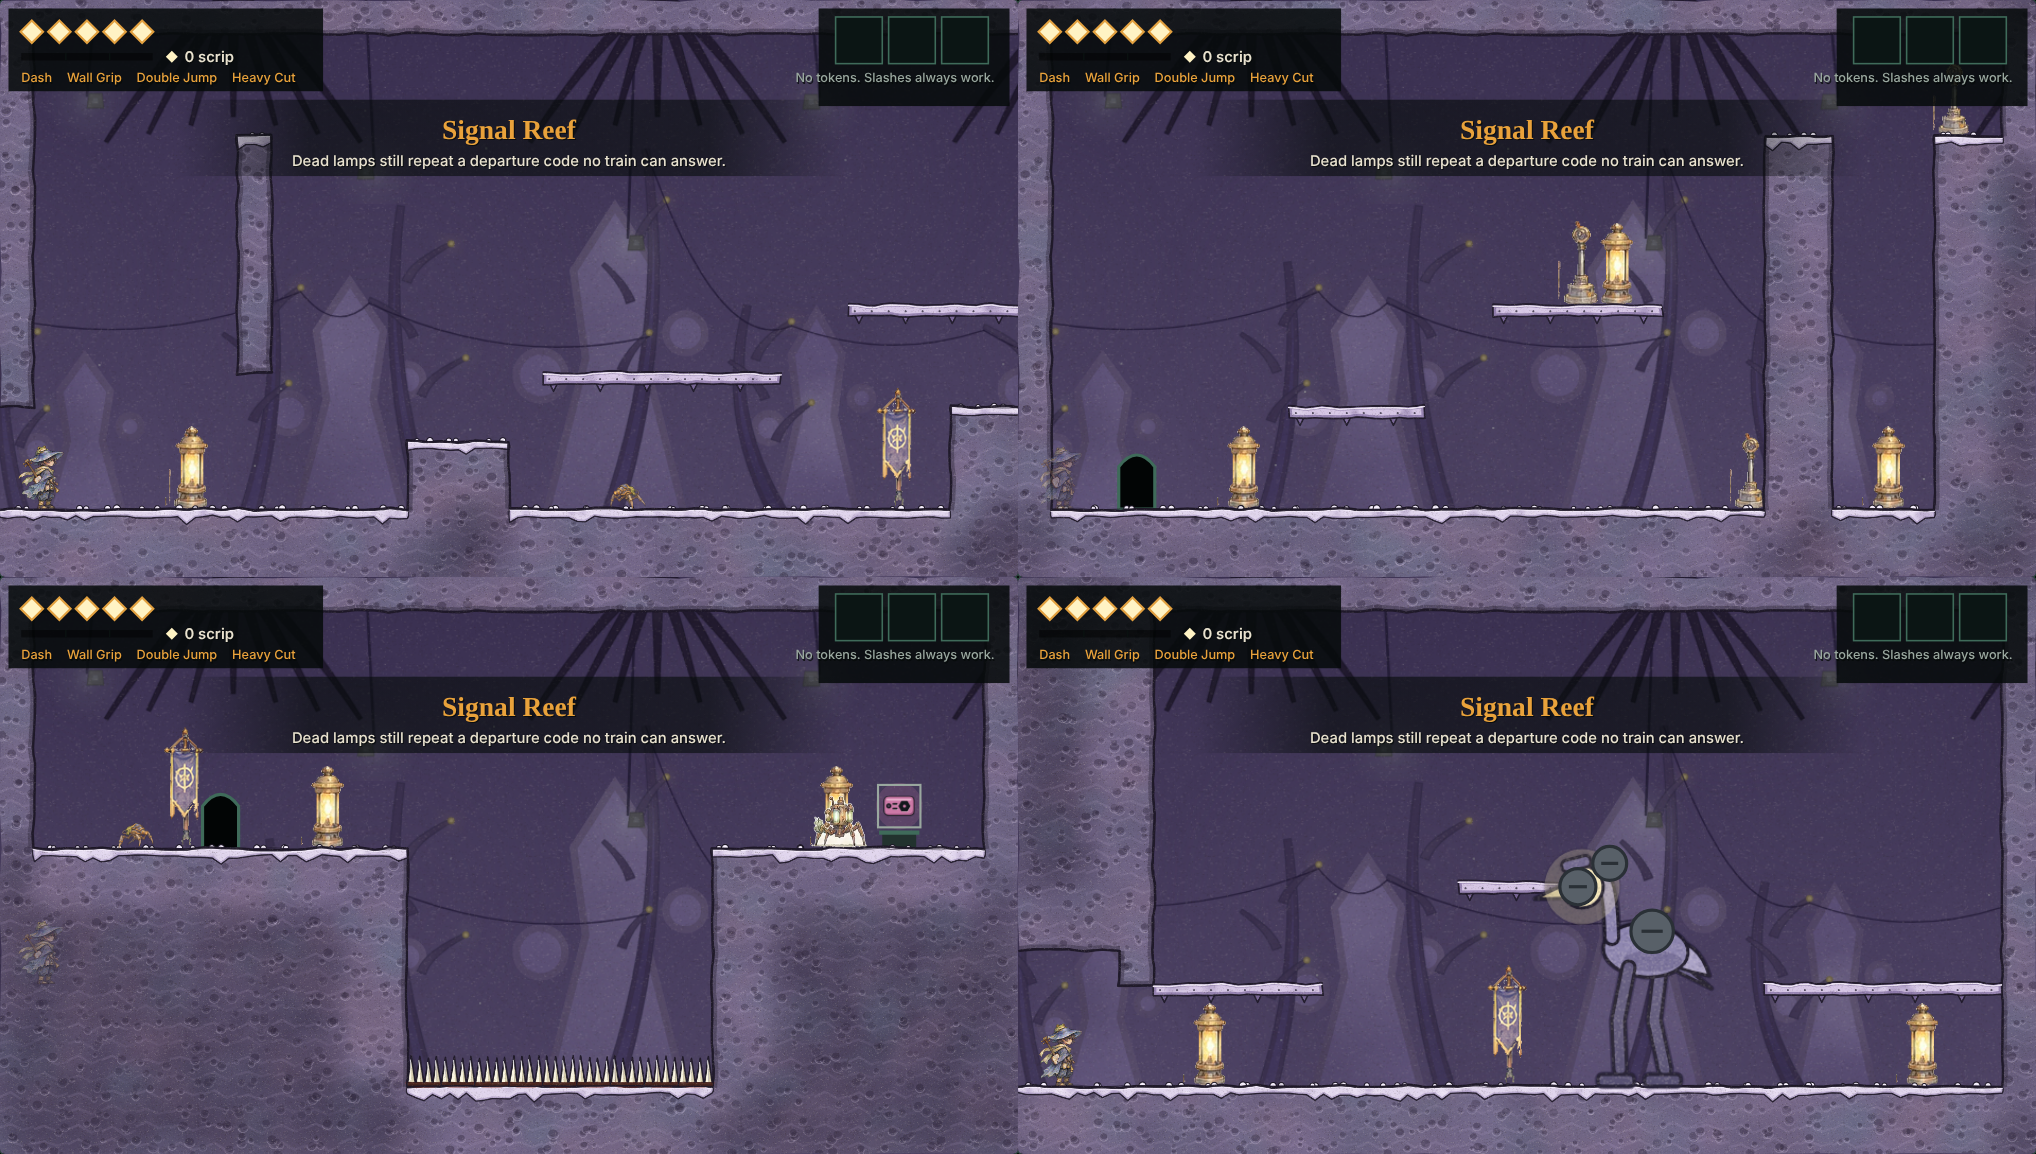 ◆ 0 scrip
Dash Wall Grip Double Jump Heavy Cut
No tokens. Slashes always work.
Signal Reef
Dead lamps still repeat a departure code no train can answer.
◆ 0 scrip
Dash Wall Grip Double Jump Heavy Cut
No tokens. Slashes always work.
Signal Reef
Dead lamps still repeat a departure code no train can answer.
◆ 0 scrip
Dash Wall Grip Double Jump Heavy Cut
No tokens. Slashes always work.
Signal Reef
Dead lamps still repeat a departure code no train can answer.
◆ 0 scrip
Dash Wall Grip Double Jump Heavy Cut
No tokens. Slashes always work.
Signal Reef
Dead lamps still repeat a departure code no train can answer.